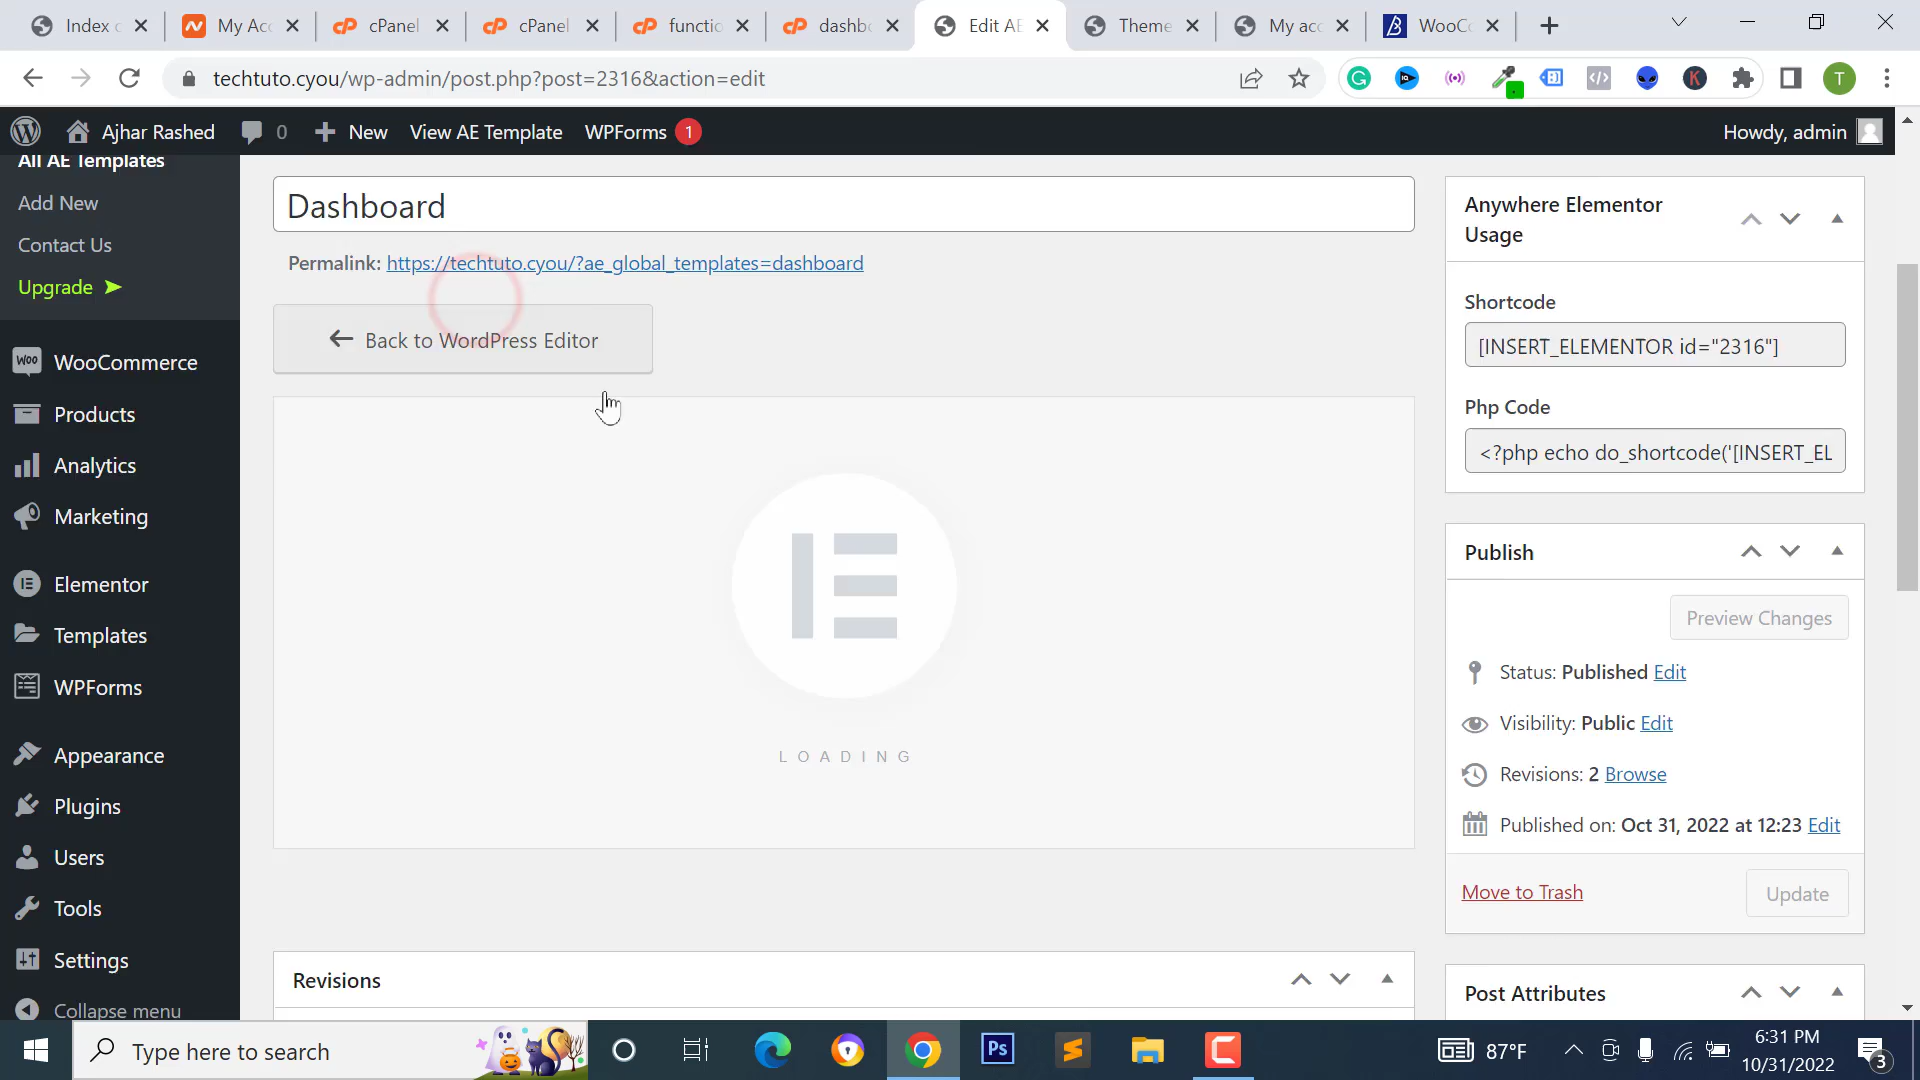 Index o
My Acc
cPanel
cPanel
functio
dashbo
Edit AE
Theme
My acc
WooCo
techtuto.cyou/wp-admin/post.php?post=2316&action=edit
T
Ajhar Rashed
0
New
View AE Template
WPForms 1
Howdy, admin
All AE Templates
Add New
Contact Us
Upgrade ➤
WooCommerce
Products
Analytics
Marketing
Elementor
Templates
WPForms
Appearance
Plugins
Users
Tools
Settings
Collapse menu
Dashboard
Permalink: https://techtuto.cyou/?ae_global_templates=dashboard
← Back to WordPress Editor
LOADING
Revisions
Anywhere Elementor
Usage
Shortcode
[INSERT_ELEMENTOR id="2316"]
Php Code
<?php echo do_shortcode('[INSERT_EL
Publish
Preview Changes
Status: Published Edit
Visibility: Public Edit
Revisions: 2 Browse
Published on: Oct 31, 2022 at 12:23 Edit
Move to Trash
Update
Post Attributes
Type here to search
Ps
87°F
6:31 PM
10/31/2022
3